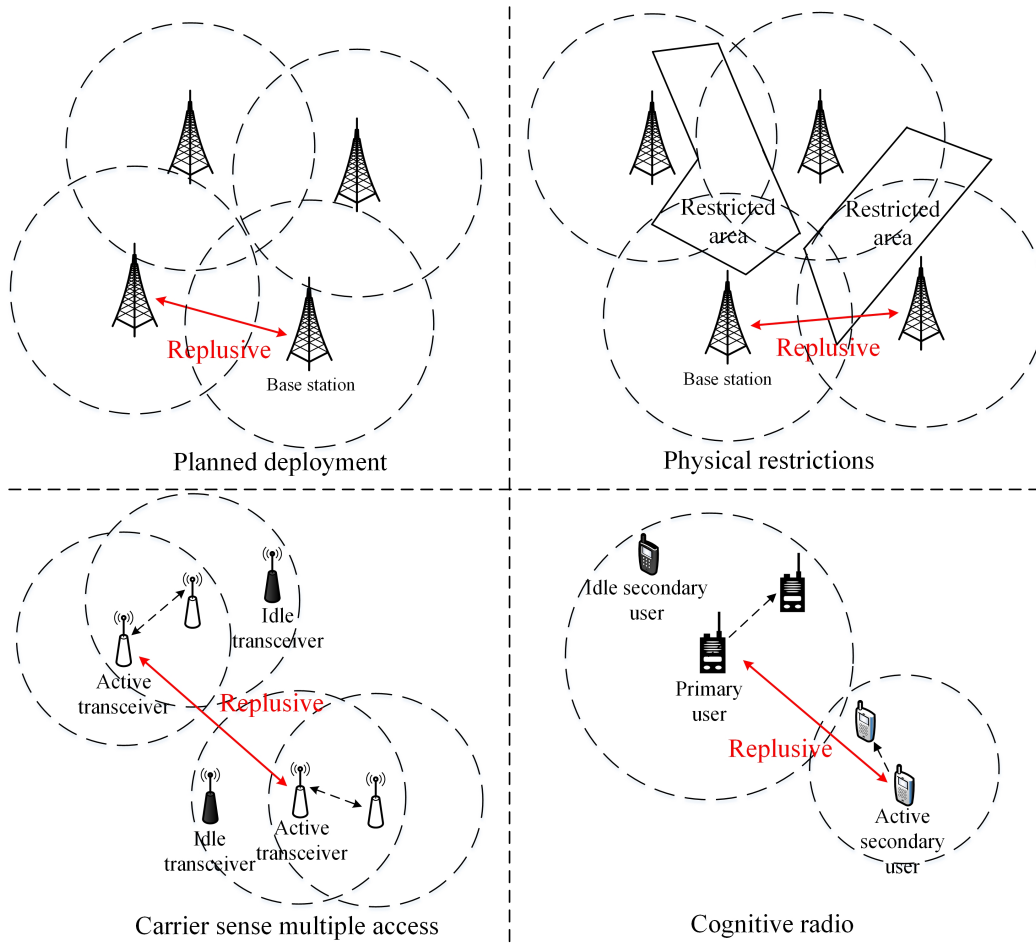 Replusive
Base station
Planned deployment
Restricted
area
Restricted
area
Replusive
Base station
Physical restrictions
Idle
transceiver
Active
transceiver
Replusive
Idle
transceiver
Active
transceiver
Carrier sense multiple access
Idle secondary
user
Primary
user
Replusive
Active
secondary
user
Cognitive radio